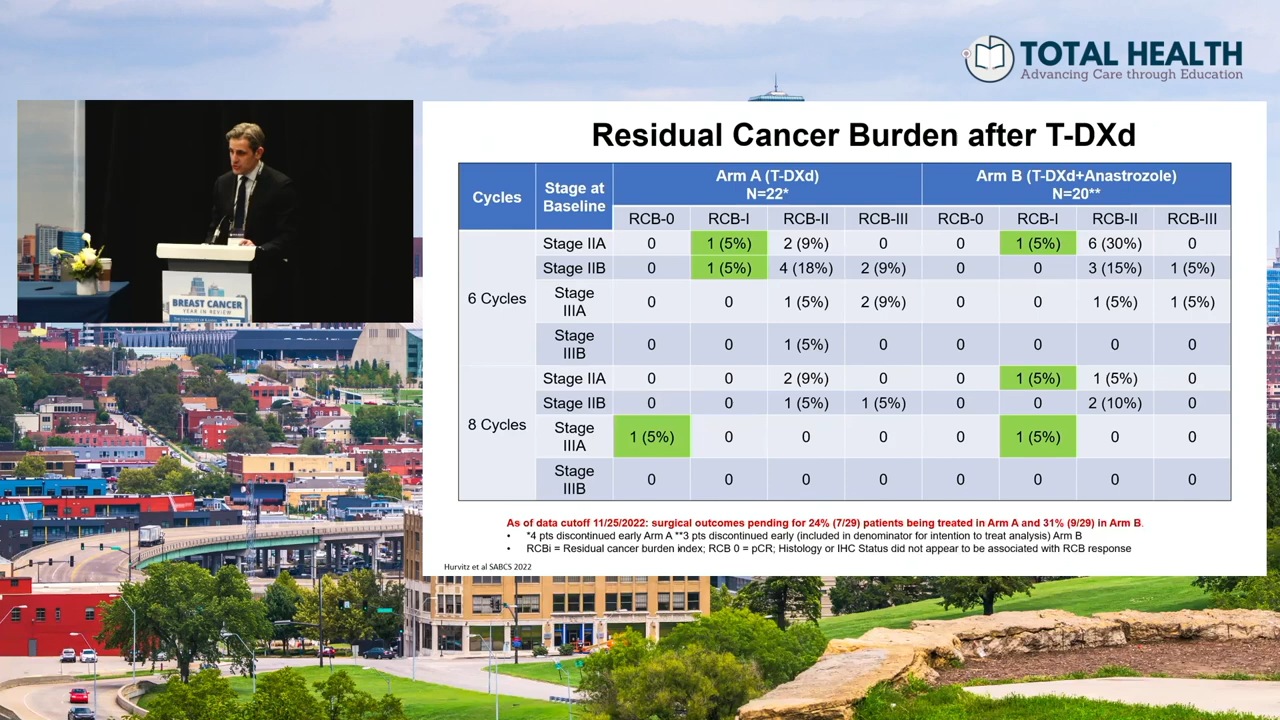 TOTAL HEALTH
Advancing Care through Education
BREAST CANCER
YEAR IN REVIEW
Residual Cancer Burden after T-DXd
Cycles Stage at Baseline Arm A (T-DXd) N=22* Arm B (T-DXd+Anastrozole) N=20**
RCB-0 RCB-I RCB-II RCB-III RCB-0 RCB-I RCB-II RCB-III
6 Cycles
Stage IIA 0 1 (5%) 2 (9%) 0 0 1 (5%) 6 (30%) 0
Stage IIB 0 1 (5%) 4 (18%) 2 (9%) 0 0 3 (15%) 1 (5%)
Stage IIIA 0 0 1 (5%) 2 (9%) 0 0 1 (5%) 1 (5%)
Stage IIIB 0 0 1 (5%) 0 0 0 0 0
8 Cycles
Stage IIA 0 0 2 (9%) 0 0 1 (5%) 1 (5%) 0
Stage IIB 0 0 1 (5%) 1 (5%) 0 0 2 (10%) 0
Stage IIIA 1 (5%) 0 0 0 0 1 (5%) 0 0
Stage IIIB 0 0 0 0 0 0 0 0
As of data cutoff 11/25/2022: surgical outcomes pending for 24% (7/29) patients being treated in Arm A and 31% (9/29) in Arm B.
• *4 pts discontinued early Arm A **3 pts discontinued early (included in denominator for intention to treat analysis) Arm B
• RCBi = Residual cancer burden index; RCB 0 = pCR; Histology or IHC Status did not appear to be associated with RCB response
Hurvitz et al SABCS 2022